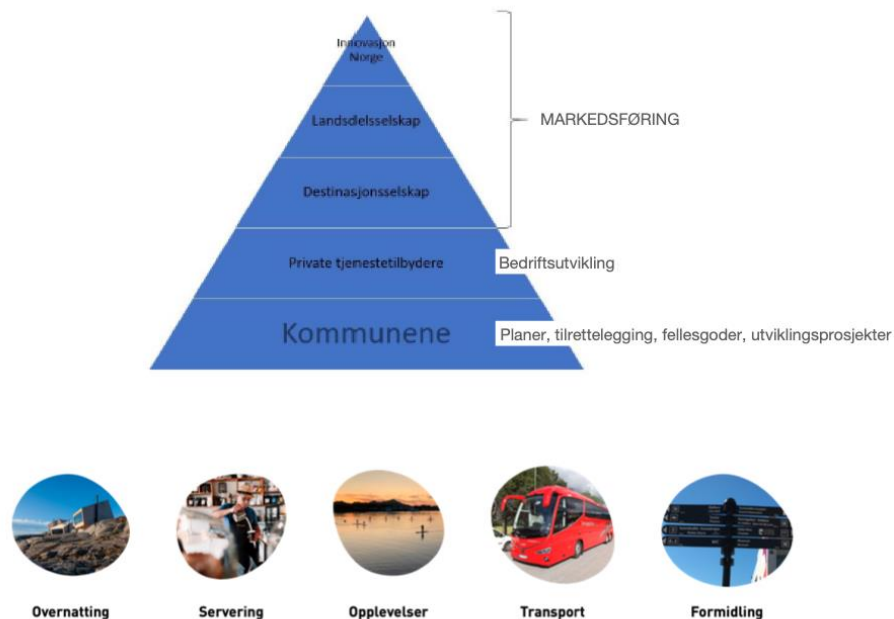 Innovasjon
Norge
Landsdelsselskap
MARKEDSFØRING
Destinasjonsselskap
Private tjenestetilbydere
Bedriftsutvikling
Kommunene
Planer, tilrettelegging, fellesgoder, utviklingsprosjekter
Overnatting
Servering
Opplevelser
Transport
Formidling